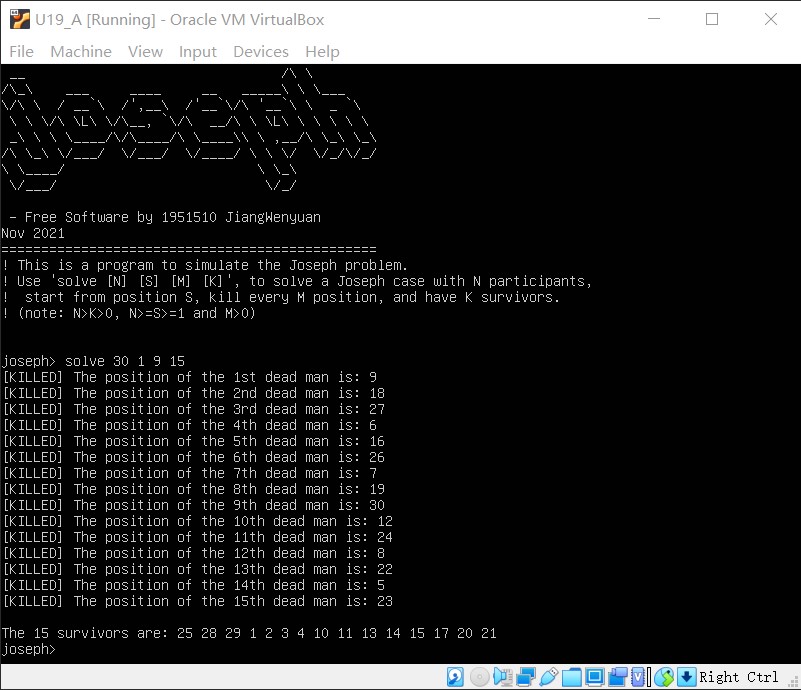 U19_A [Running] - Oracle VM VirtualBox
File Machine View Input Devices Help
joseph
- Free Software by 1951510 JiangWenyuan
Nov 2021
===============================================
! This is a program to simulate the Joseph problem.
! Use 'solve [N] [S] [M] [K]', to solve a Joseph case with N participants,
! start from position S, kill every M position, and have K survivors.
! (note: N>K>0, N>=S>=1 and M>0)
joseph> solve 30 1 9 15
[KILLED] The position of the 1st dead man is: 9
[KILLED] The position of the 2nd dead man is: 18
[KILLED] The position of the 3rd dead man is: 27
[KILLED] The position of the 4th dead man is: 6
[KILLED] The position of the 5th dead man is: 16
[KILLED] The position of the 6th dead man is: 26
[KILLED] The position of the 7th dead man is: 7
[KILLED] The position of the 8th dead man is: 19
[KILLED] The position of the 9th dead man is: 30
[KILLED] The position of the 10th dead man is: 12
[KILLED] The position of the 11th dead man is: 24
[KILLED] The position of the 12th dead man is: 8
[KILLED] The position of the 13th dead man is: 22
[KILLED] The position of the 14th dead man is: 5
[KILLED] The position of the 15th dead man is: 23
The 15 survivors are: 25 28 29 1 2 3 4 10 11 13 14 15 17 20 21
joseph>
Right Ctrl